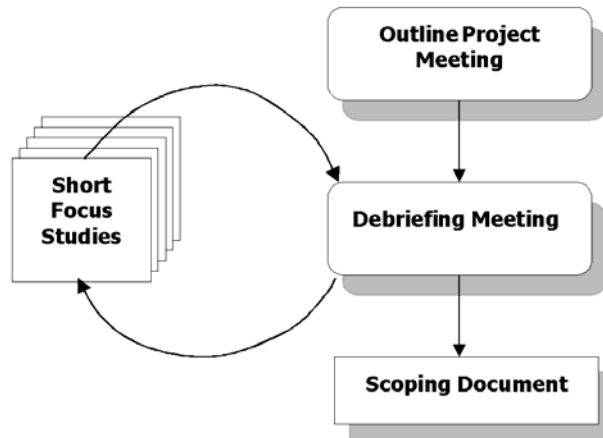 Outline Project
Meeting
Short
Focus
Studies
Debriefing Meeting
Scoping Document